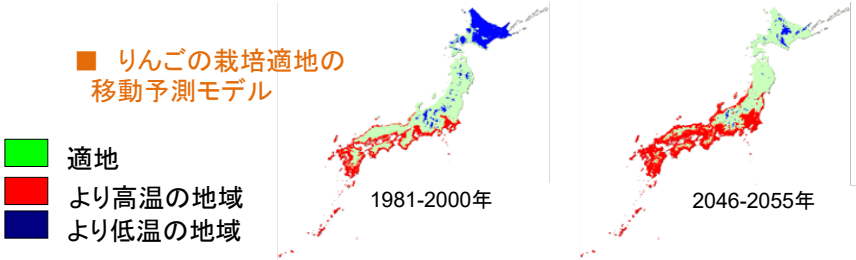 ■ りんごの栽培適地の
移動予測モデル
適地
より高温の地域
より低温の地域
1981-2000年
2046-2055年